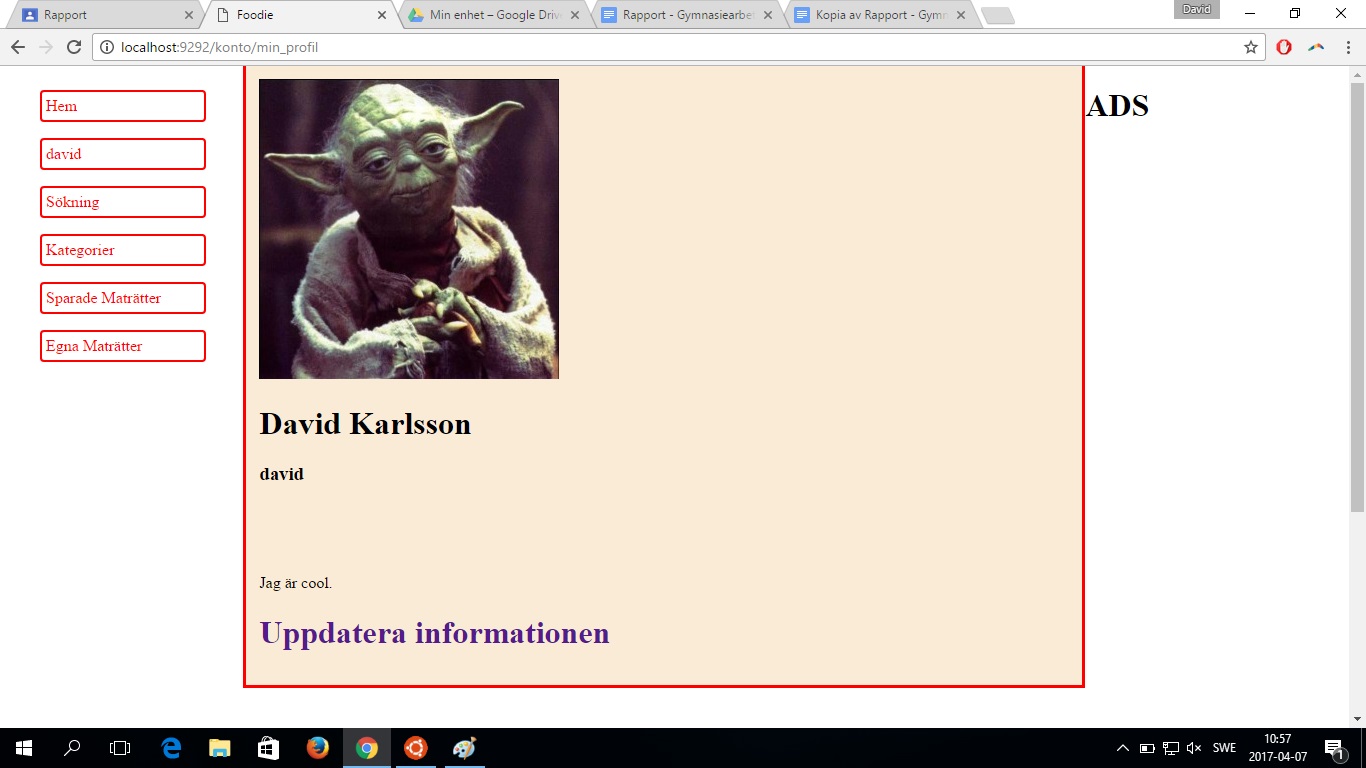 Rapport
Foodie
Min enhet – Google Drive
Rapport - Gymnasiearbet
Kopia av Rapport - Gymn
David
localhost:9292/konto/min_profil
Hem
david
Sökning
Kategorier
Sparade Maträtter
Egna Maträtter
ADS
David Karlsson
david
Jag är cool.
Uppdatera informationen
SWE
10:57
2017-04-07
1